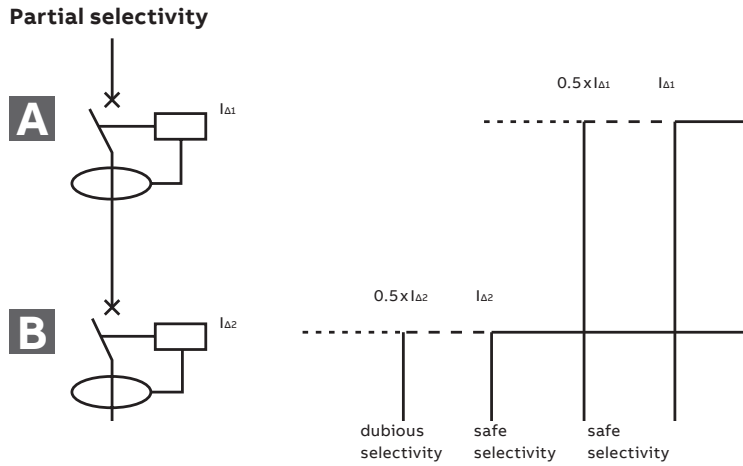 Partial selectivity
A
IΔ1
0.5xIΔ1
IΔ1
0.5xIΔ2
IΔ2
B
IΔ2
dubious selectivity
safe selectivity
safe selectivity